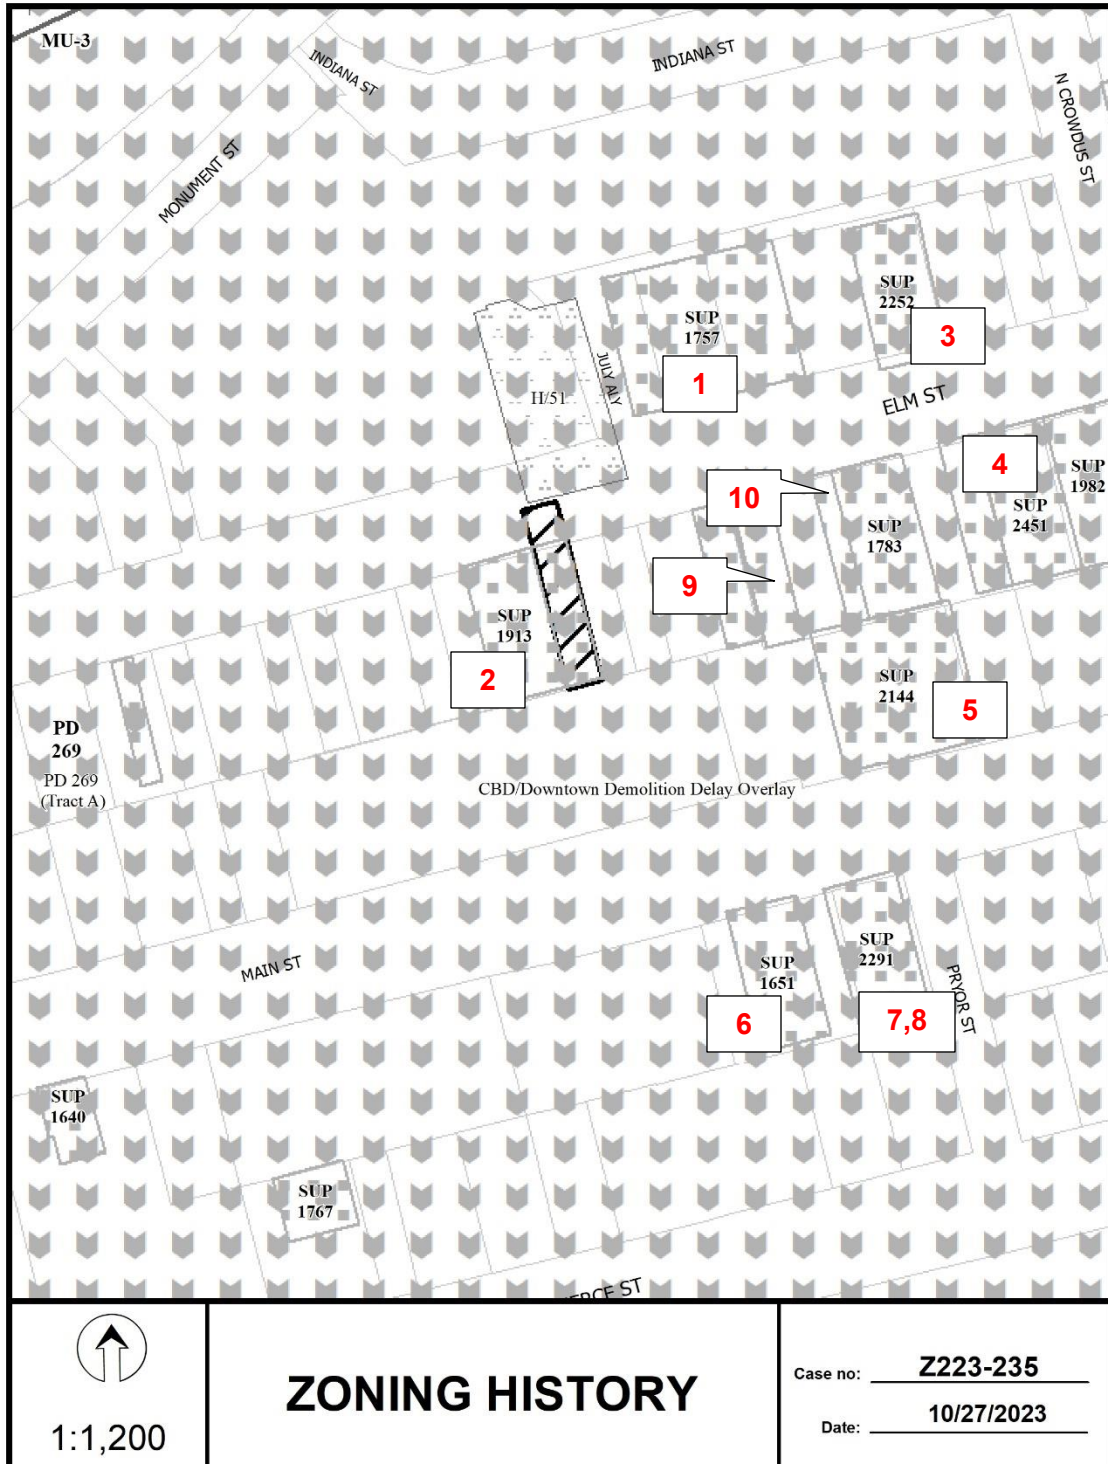 MU-3
INDIANA ST
INDIANA ST
N CROWDUS ST
MONUMENT ST
SUP
2252
SUP
1757
3
JULY ALY
1
H/51
ELM ST
4
SUP
1982
10
SUP
2451
SUP
1783
9
SUP
1913
2
SUP
2144
5
PD
269
PD 269
(Tract A)
CBD/Downtown Demolition Delay Overlay
SUP
2291
SUP
1651
MAIN ST
PRYOR ST
6
7,8
SUP
1640
SUP
1767
ERCE ST
1:1,200
ZONING HISTORY
Case no: Z223-235
Date: 10/27/2023